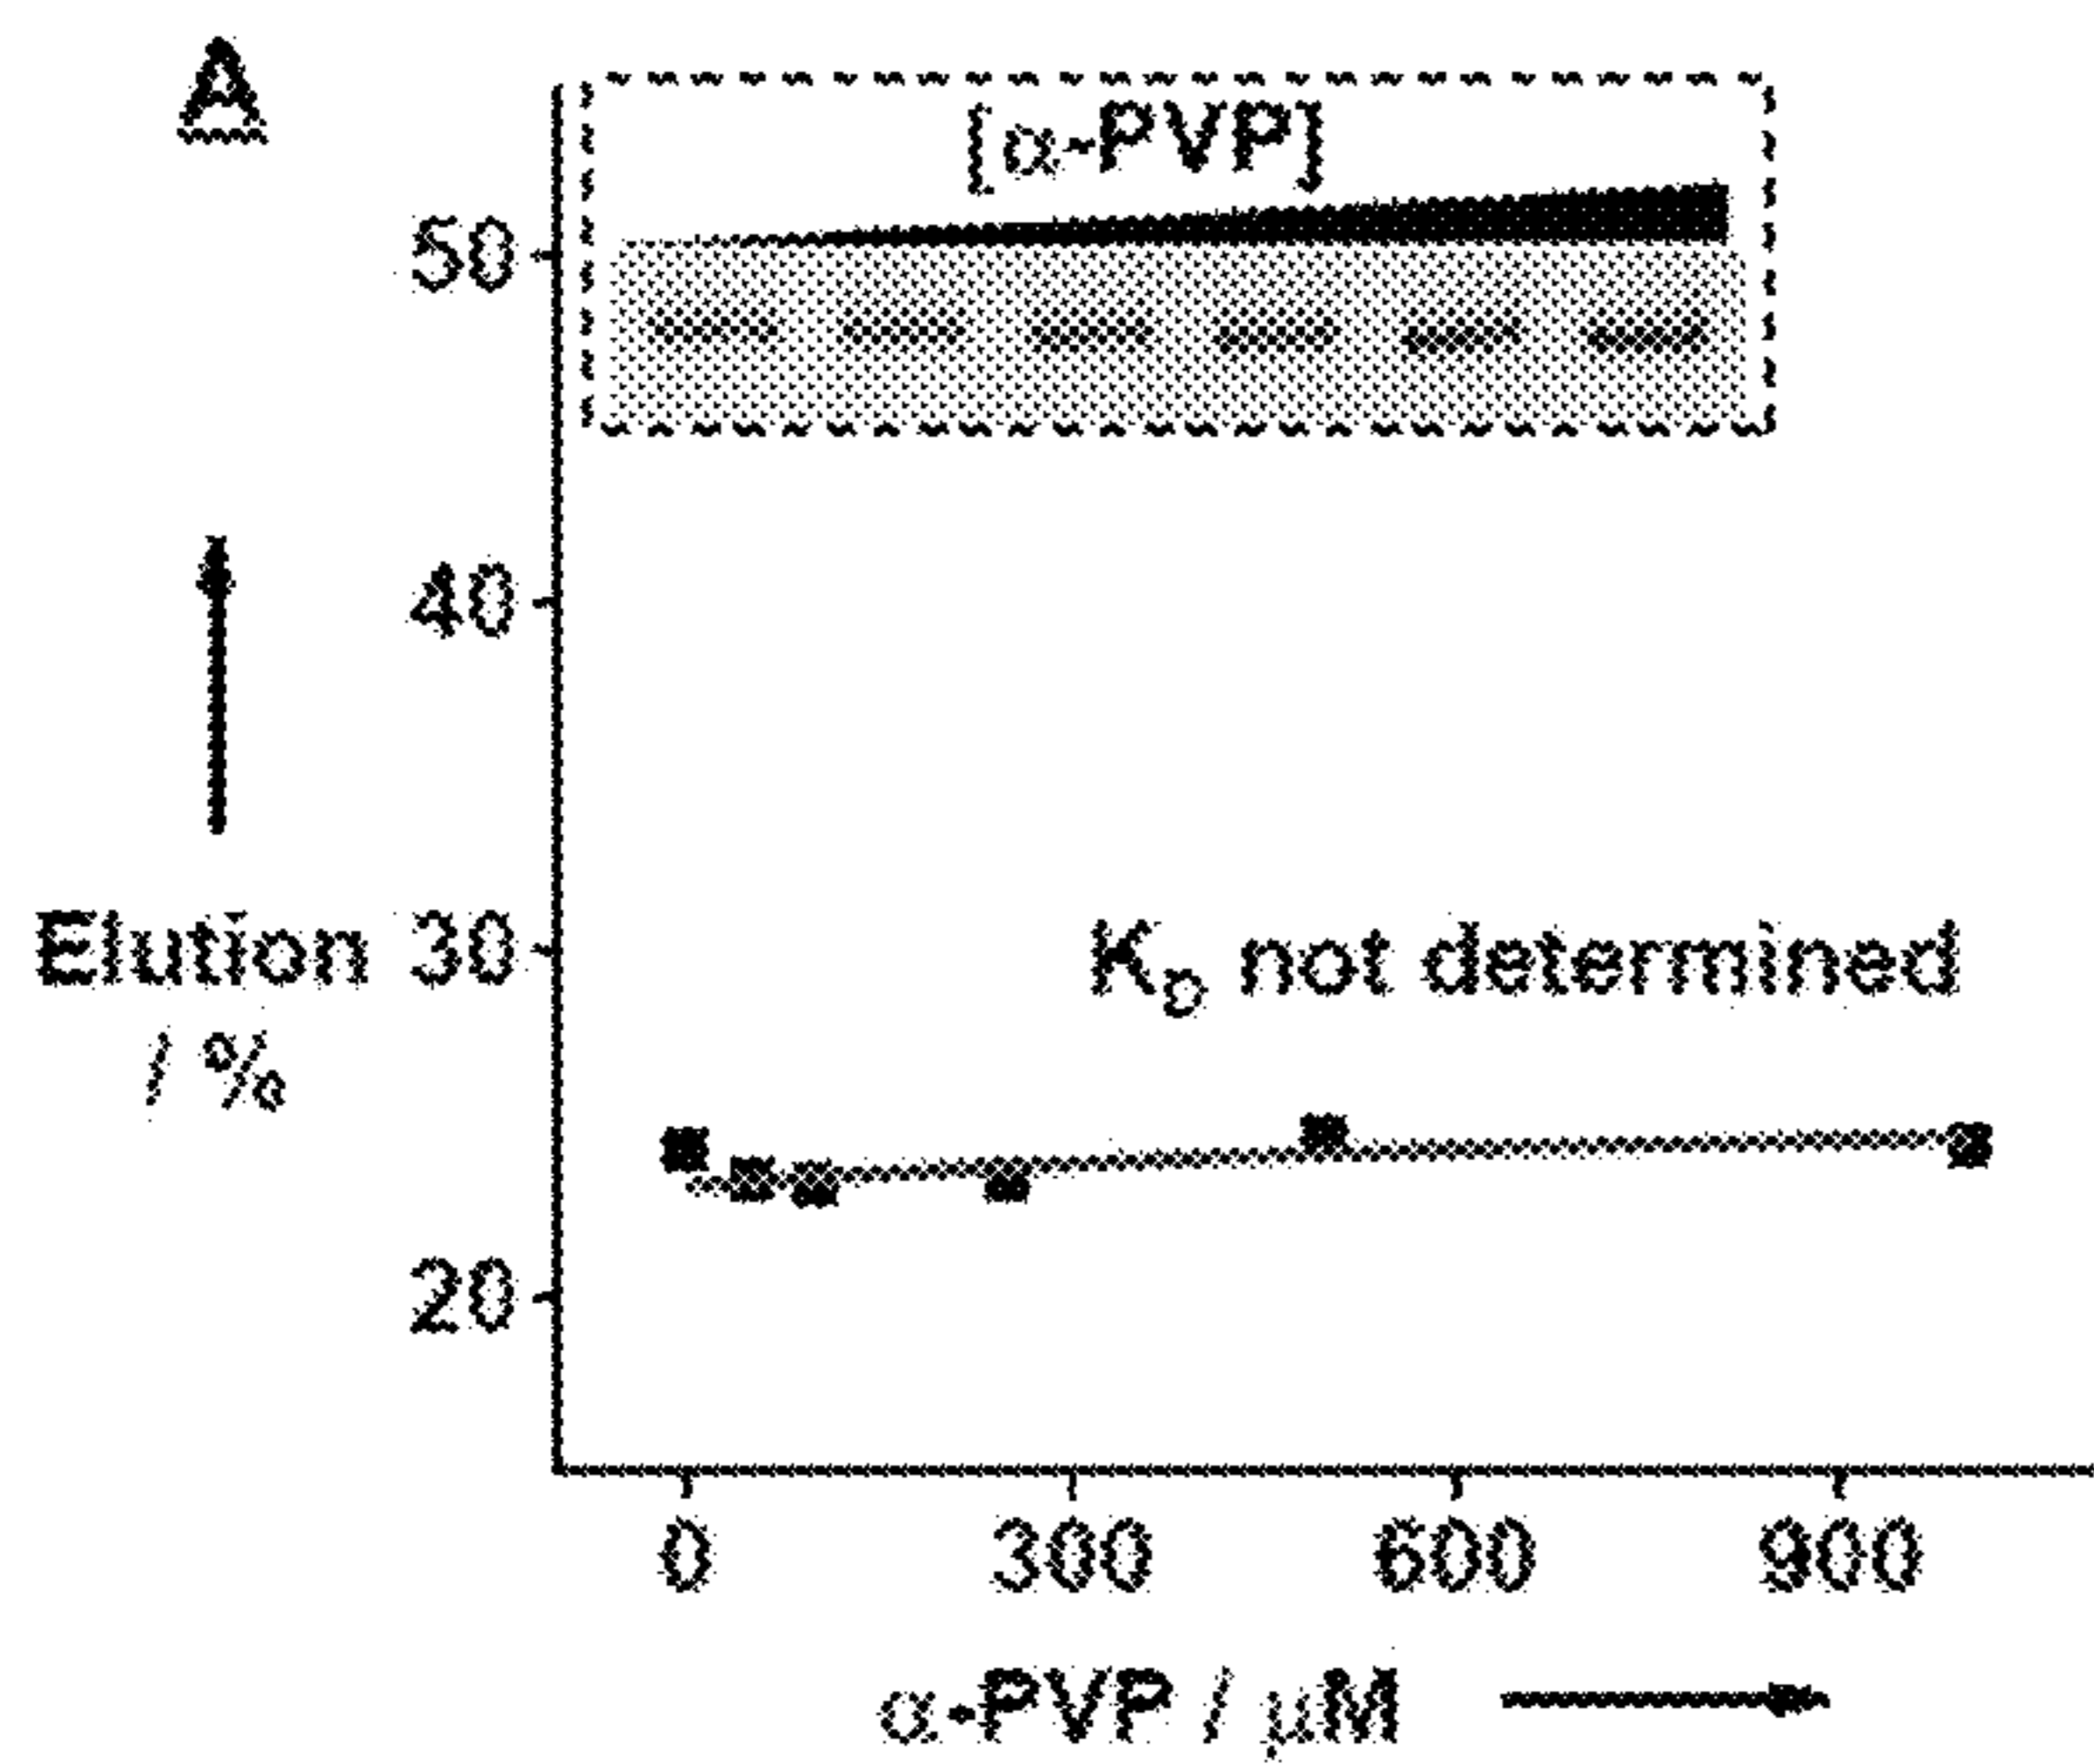 A
[α-PVP]
50
40
Elution
/ %
30
K_D not determined
20
0 300 600 900
α-PVP / μM